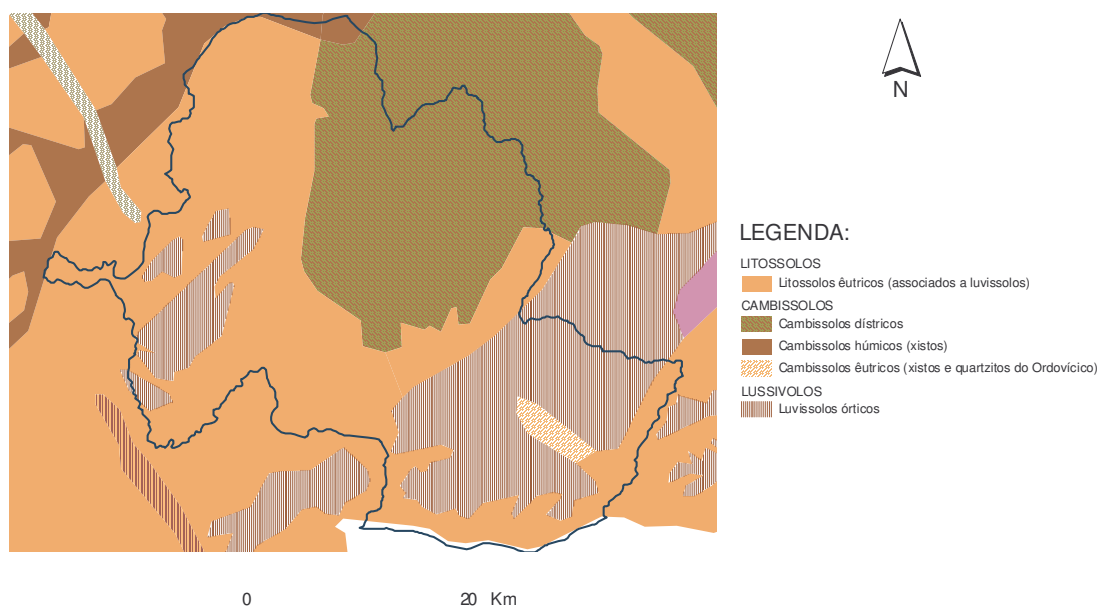 N
LEGENDA:
LITOSSOLOS
Litossolos êutricos (associados a luvissolos)
CAMBISSOLOS
Cambissolos dístricos
Cambissolos húmicos (xistos)
Cambissolos êutricos (xistos e quartzitos do Ordovícico)
LUSSIVOLOS
Luvissolos órticos
0 20 Km